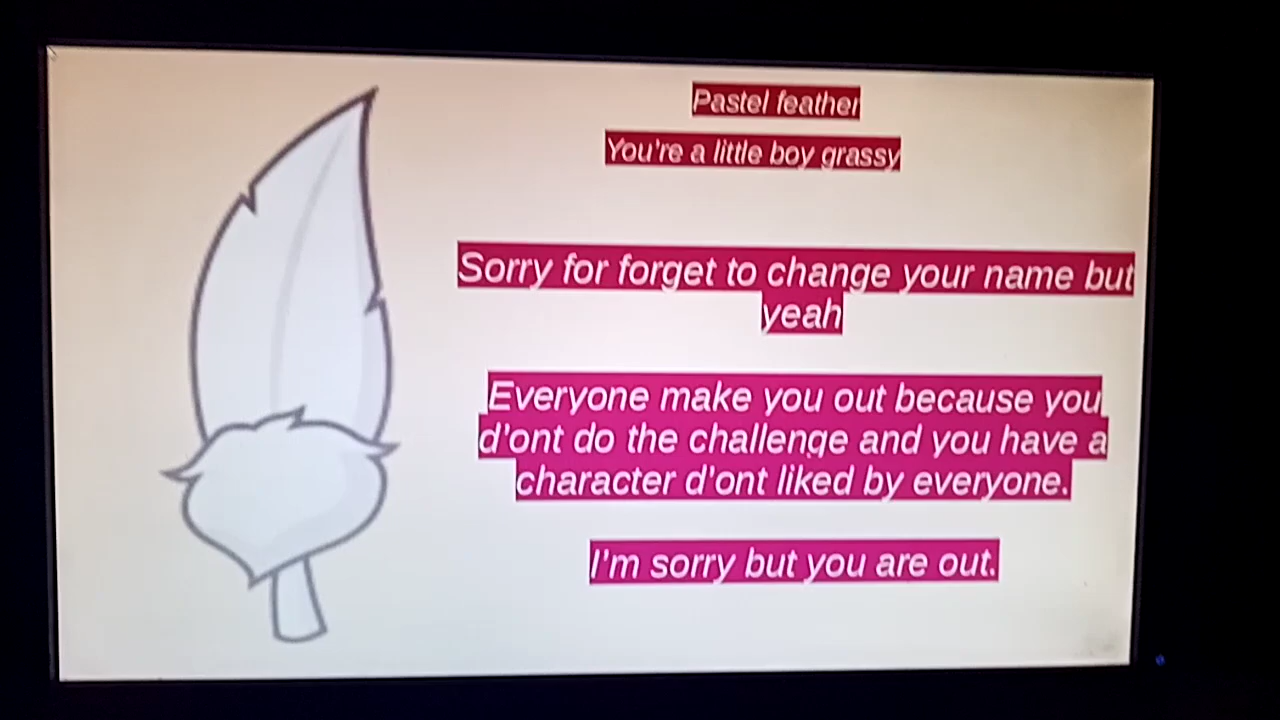 Pastel feather
You're a little boy grassy
Sorry for forget to change your name but
yeah
Everyone make you out because you
d'ont do the challenge and you have a
character d'ont liked by everyone.
I'm sorry but you are out.